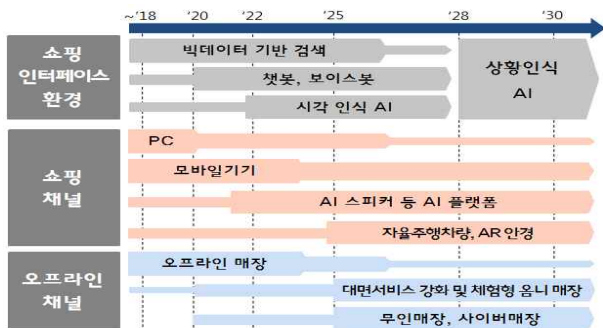 ~'18 '20 '22 '25 '28 '30
쇼핑
인터페이스
환경
빅데이터 기반 검색
챗봇, 보이스봇
시각 인식 AI
상황인식
AI
쇼핑
채널
PC
모바일기기
AI 스피커 등 AI 플랫폼
자율주행차량, AR 안경
오프라인
채널
오프라인 매장
대면서비스 강화 및 체험형 옴니 매장
무인매장, 사이버매장